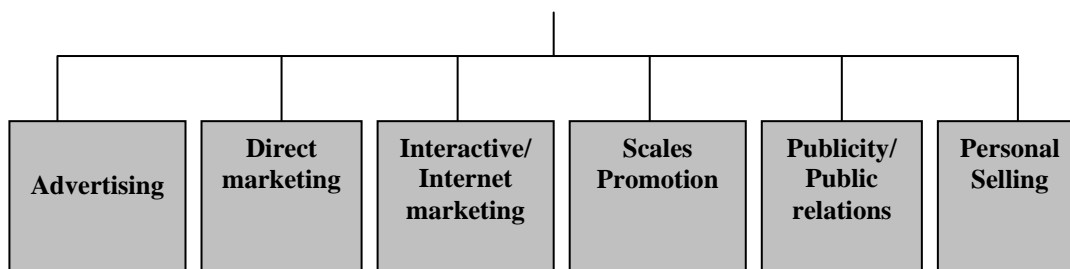 Advertising
Direct
marketing
Interactive/
Internet
marketing
Scales
Promotion
Publicity/
Public
relations
Personal
Selling